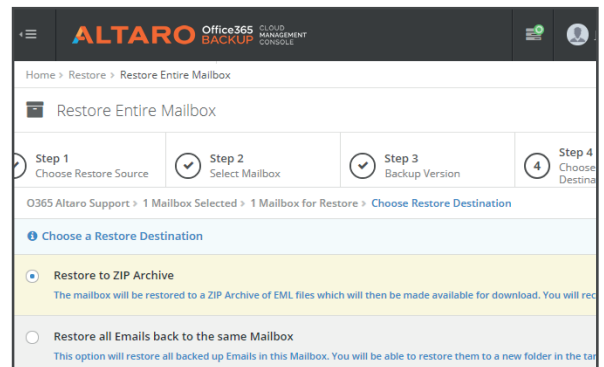 ALTARO Office365 BACKUP CLOUD MANAGEMENT CONSOLE
Home > Restore > Restore Entire Mailbox
Restore Entire Mailbox
Step 1
Choose Restore Source
Step 2
Select Mailbox
Step 3
Backup Version
4
Step 4
Choose
Destina
O365 Altaro Support > 1 Mailbox Selected > 1 Mailbox for Restore > Choose Restore Destination
Choose a Restore Destination
Restore to ZIP Archive
The mailbox will be restored to a ZIP Archive of EML files which will then be made available for download. You will rec
Restore all Emails back to the same Mailbox
This option will restore all backed up Emails in this Mailbox. You will be able to restore them to a new folder in the tar